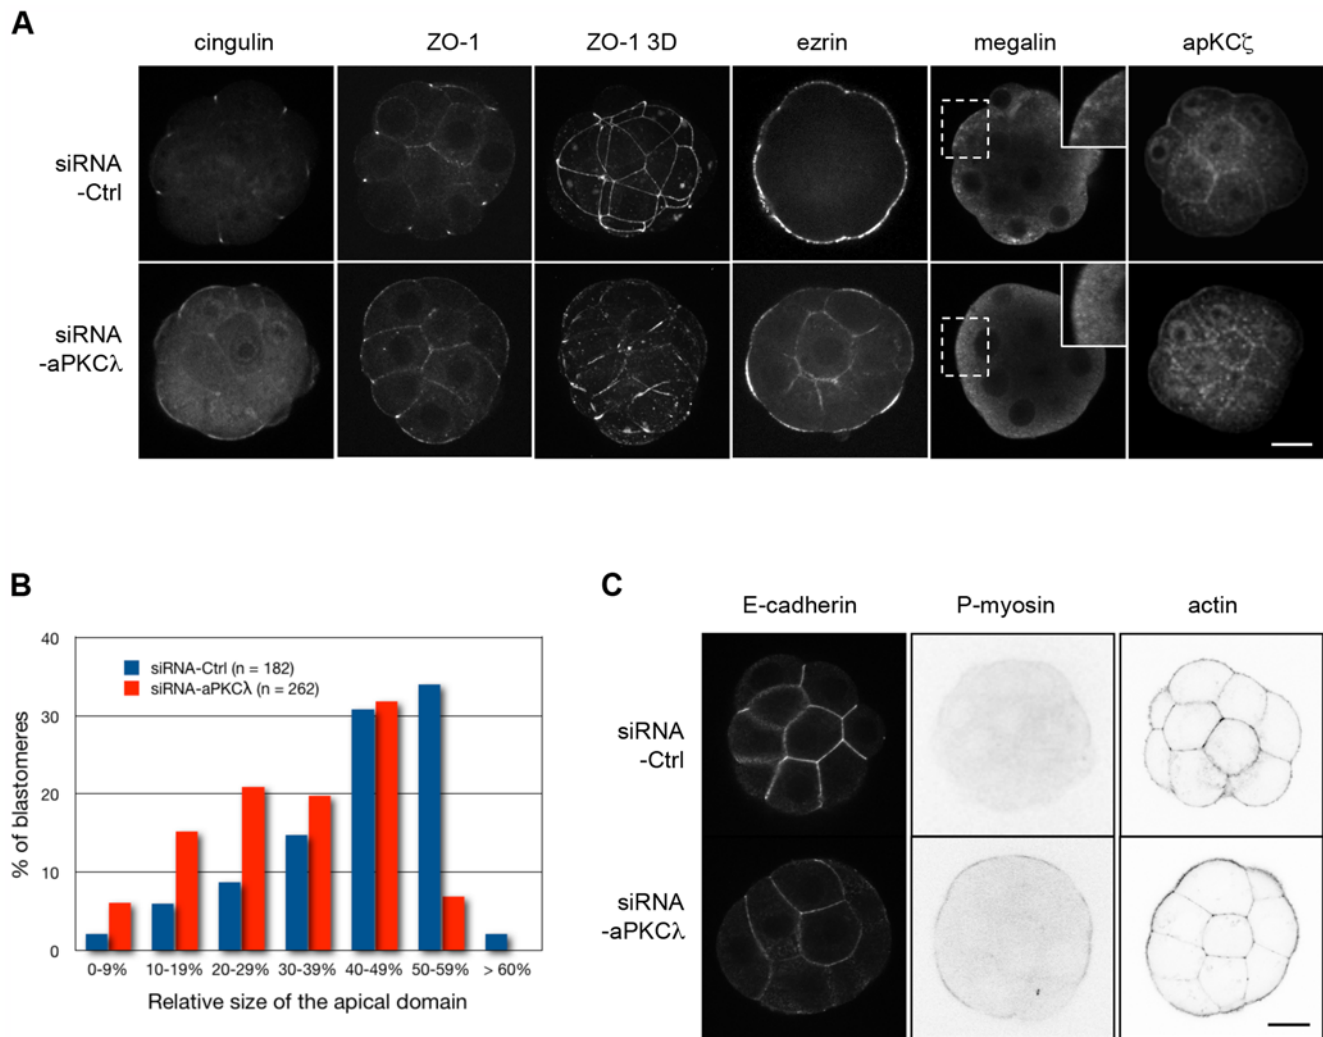 A
cingulin ZO-1 ZO-1 3D ezrin megalin apKCζ
siRNA
-Ctrl
siRNA
-aPKCλ
B
40
30
20
10
0
% of blastomeres
siRNA-Ctrl (n = 182)
siRNA-aPKCλ (n = 262)
0-9% 10-19% 20-29% 30-39% 40-49% 50-59% > 60%
Relative size of the apical domain
C
E-cadherin P-myosin actin
siRNA
-Ctrl
siRNA
-aPKCλ